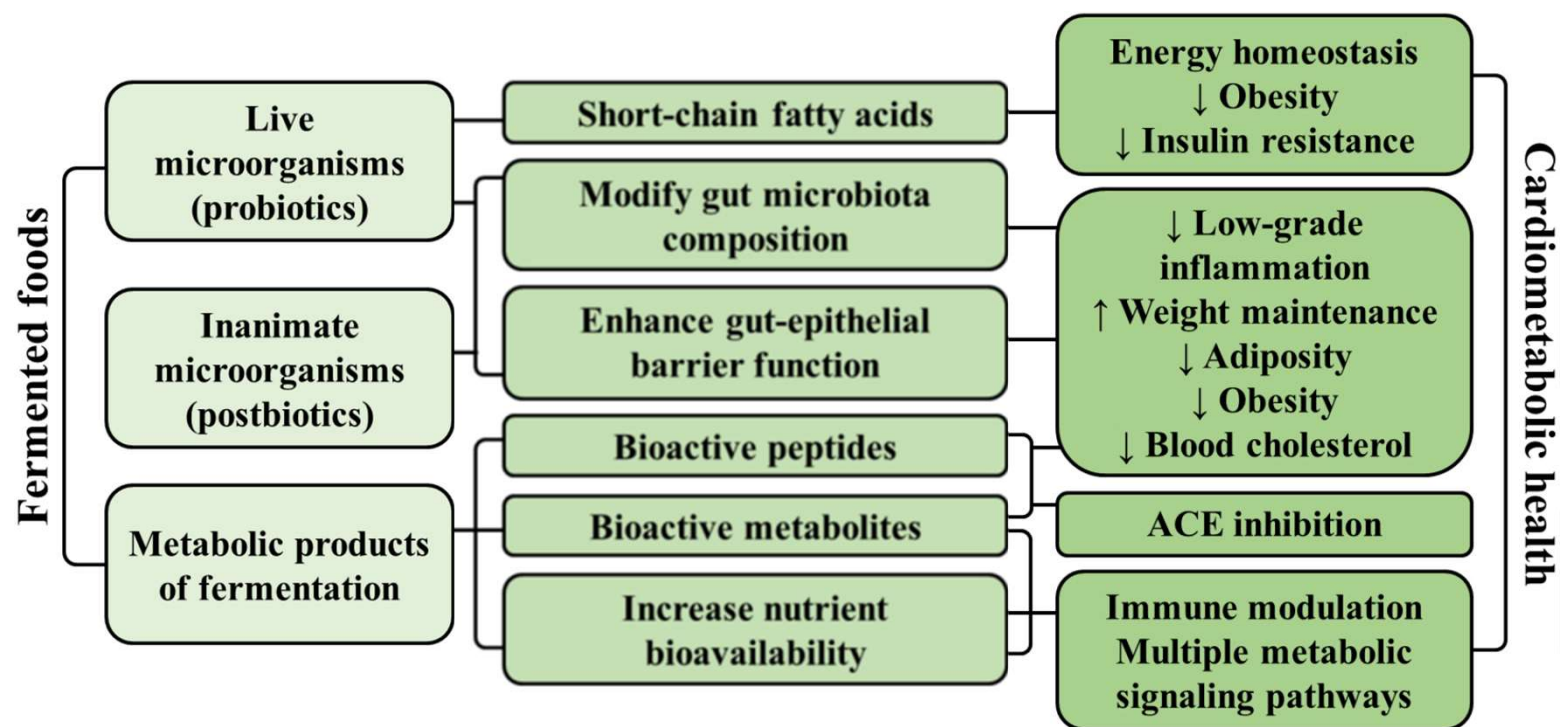 Fermented foods
Live
microorganisms
(probiotics)
Inanimate
microorganisms
(postbiotics)
Metabolic products
of fermentation
Short-chain fatty acids
Modify gut microbiota
composition
Enhance gut-epithelial
barrier function
Bioactive peptides
Bioactive metabolites
Increase nutrient
bioavailability
Energy homeostasis
↓ Obesity
↓ Insulin resistance
↓ Low-grade
inflammation
↑ Weight maintenance
↓ Adiposity
↓ Obesity
↓ Blood cholesterol
ACE inhibition
Immune modulation
Multiple metabolic
signaling pathways
Cardiometabolic health